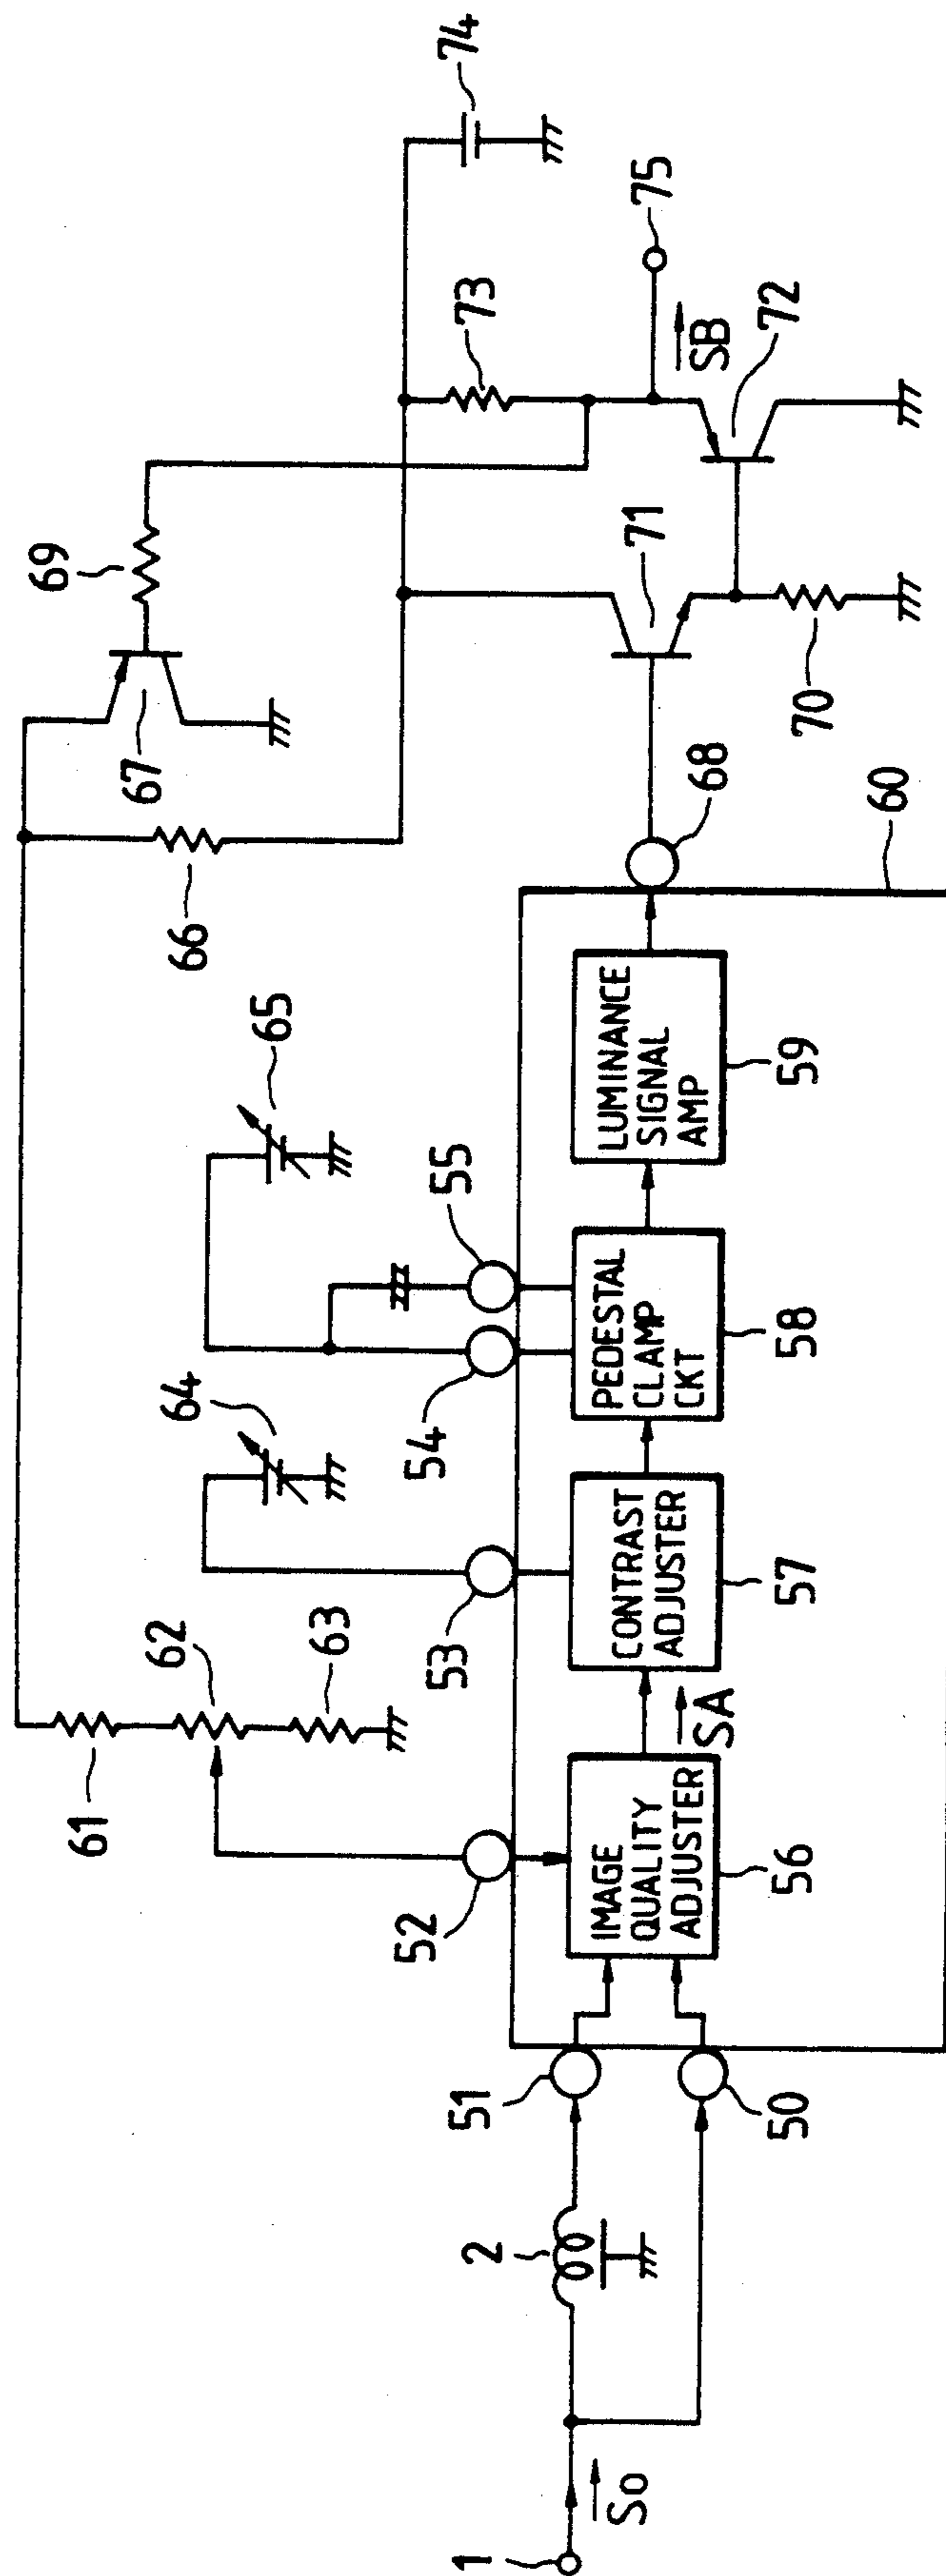 74
69
73
75
SB
72
67
71
70
66
68
60
65
64
55
54
53
62
63
61
52
LUMINANCE
SIGNAL
AMP
59
PEDESTAL
CLAMP
CKT
58
CONTRAST
ADJUSTER
57
SA
IMAGE
QUALITY
ADJUSTER
56
51
50
2
So
1